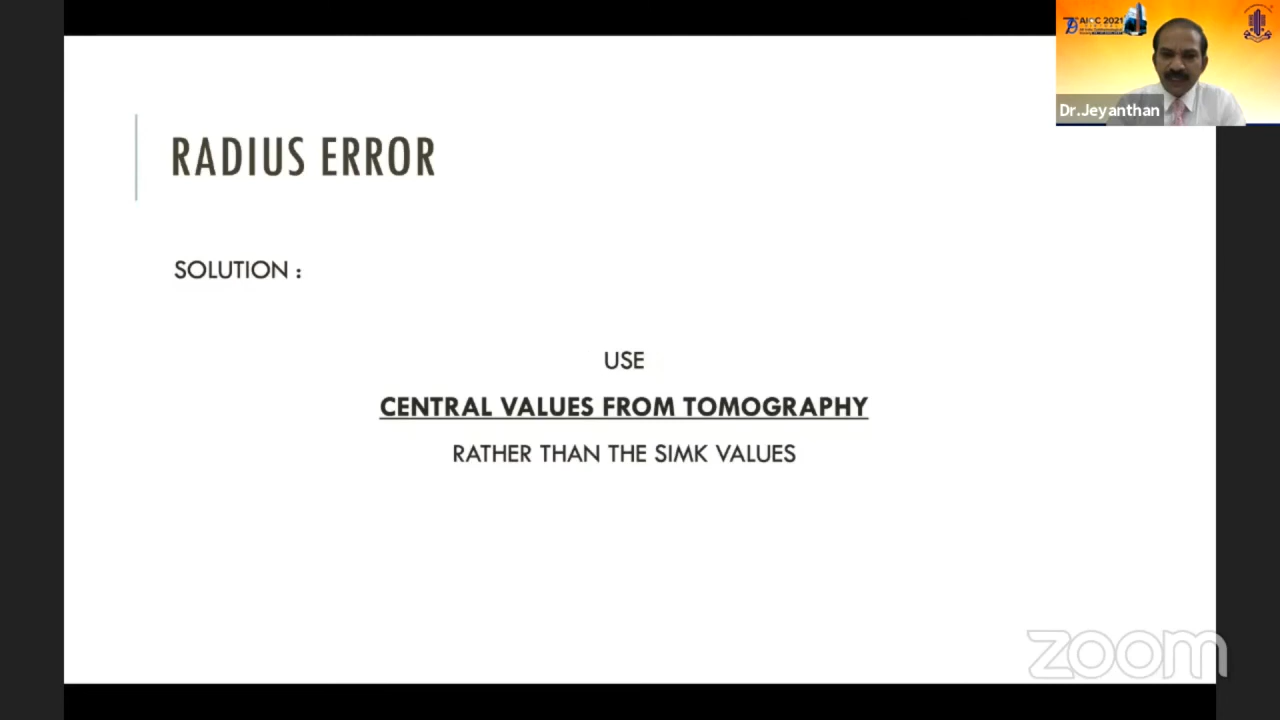 AIOC 2021
Dr.Jeyanthan
RADIUS ERROR
SOLUTION :
USE
CENTRAL VALUES FROM TOMOGRAPHY
RATHER THAN THE SIMK VALUES
zoom